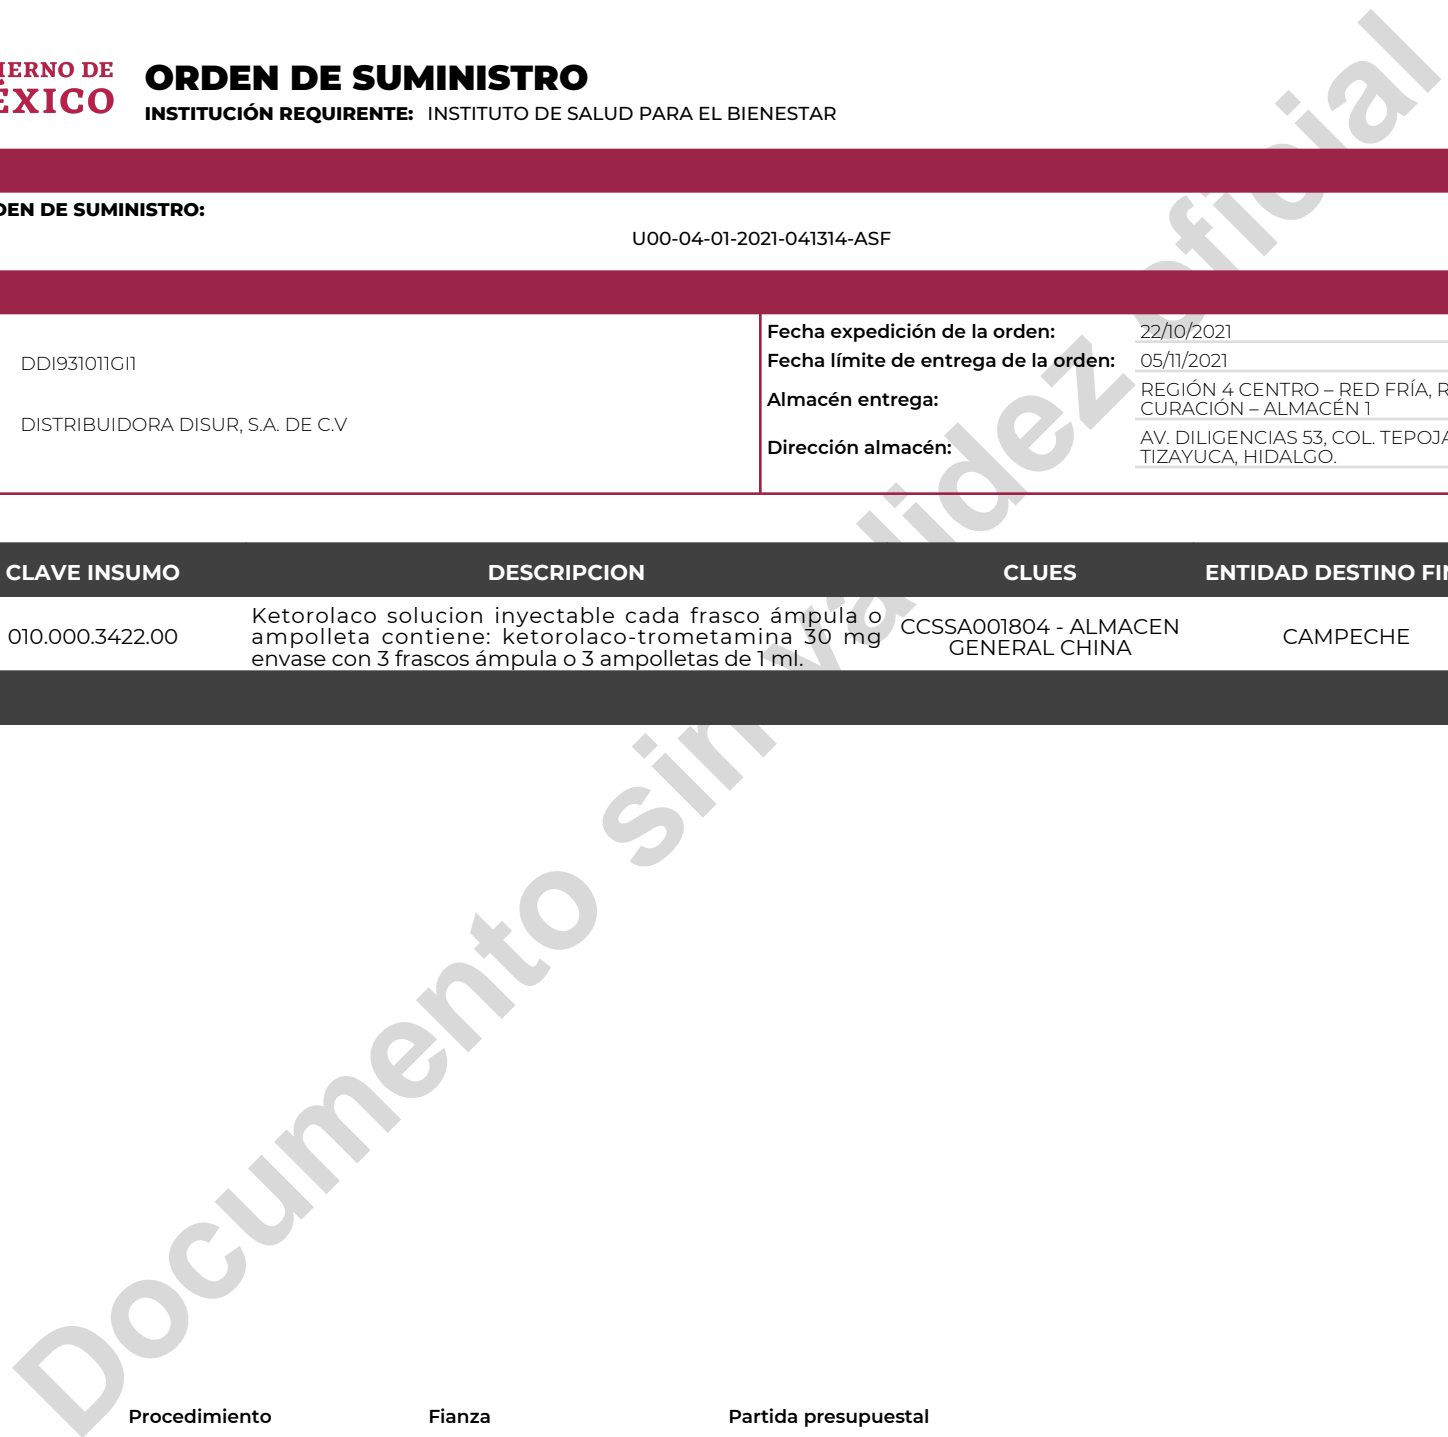 IERNO DE
ÉXICO
ORDEN DE SUMINISTRO
INSTITUCIÓN REQUIRENTE: INSTITUTO DE SALUD PARA EL BIENESTAR
DEN DE SUMINISTRO:
U00-04-01-2021-041314-ASF
DDI931011GI1
DISTRIBUIDORA DISUR, S.A. DE C.V
Fecha expedición de la orden: 22/10/2021
Fecha límite de entrega de la orden: 05/11/2021
Almacén entrega: REGIÓN 4 CENTRO – RED FRÍA, R
CURACIÓN – ALMACÉN 1
Dirección almacén: AV. DILIGENCIAS 53, COL. TEPOJA
TIZAYUCA, HIDALGO.
CLAVE INSUMO DESCRIPCION CLUES ENTIDAD DESTINO FIN
010.000.3422.00
Ketorolaco solucion inyectable cada frasco ámpula o
ampolleta contiene: ketorolaco-trometamina 30 mg
envase con 3 frascos ámpula o 3 ampolletas de 1 ml.
CCSSA001804 - ALMACEN
GENERAL CHINA
CAMPECHE
Documento sin validez oficial
Procedimiento Fianza Partida presupuestal